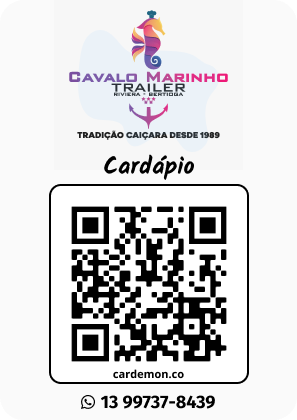 CAVALO MARINHO
TRAILER
RIVIERA - BERTIOGA
TRADIÇÃO CAIÇARA DESDE 1989
Cardápio
cardemon.co
13 99737-8439